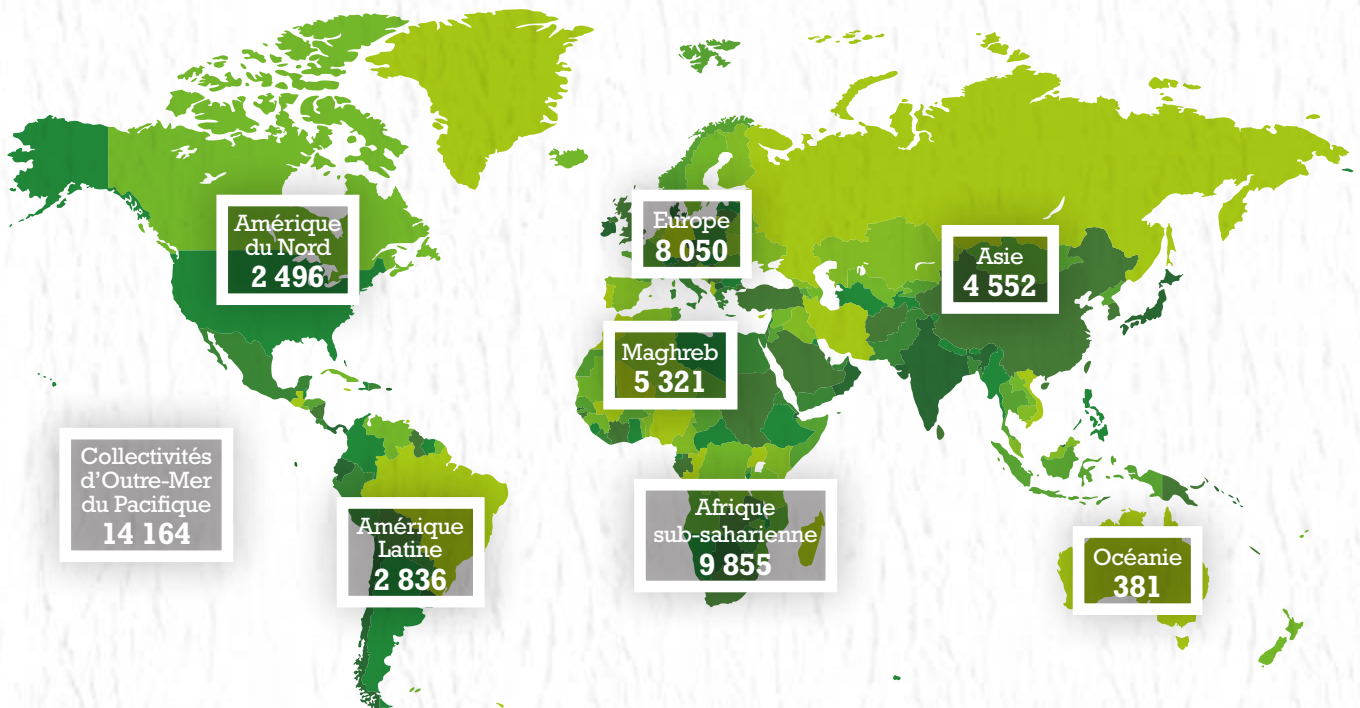 Amérique
du Nord
2 496
Europe
8 050
Asie
4 552
Maghreb
5 321
Collectivités
d'Outre-Mer
du Pacifique
14 164
Amérique
Latine
2 836
Afrique
sub-saharienne
9 855
Océanie
381